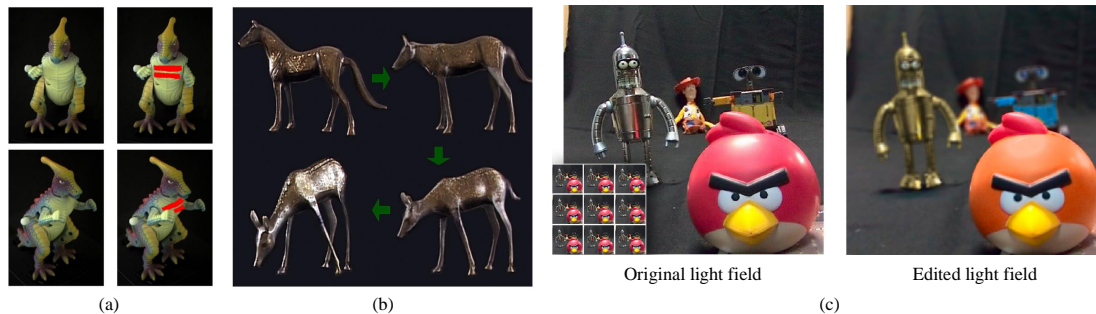 Original light field
Edited light field
(a)
(b)
(c)